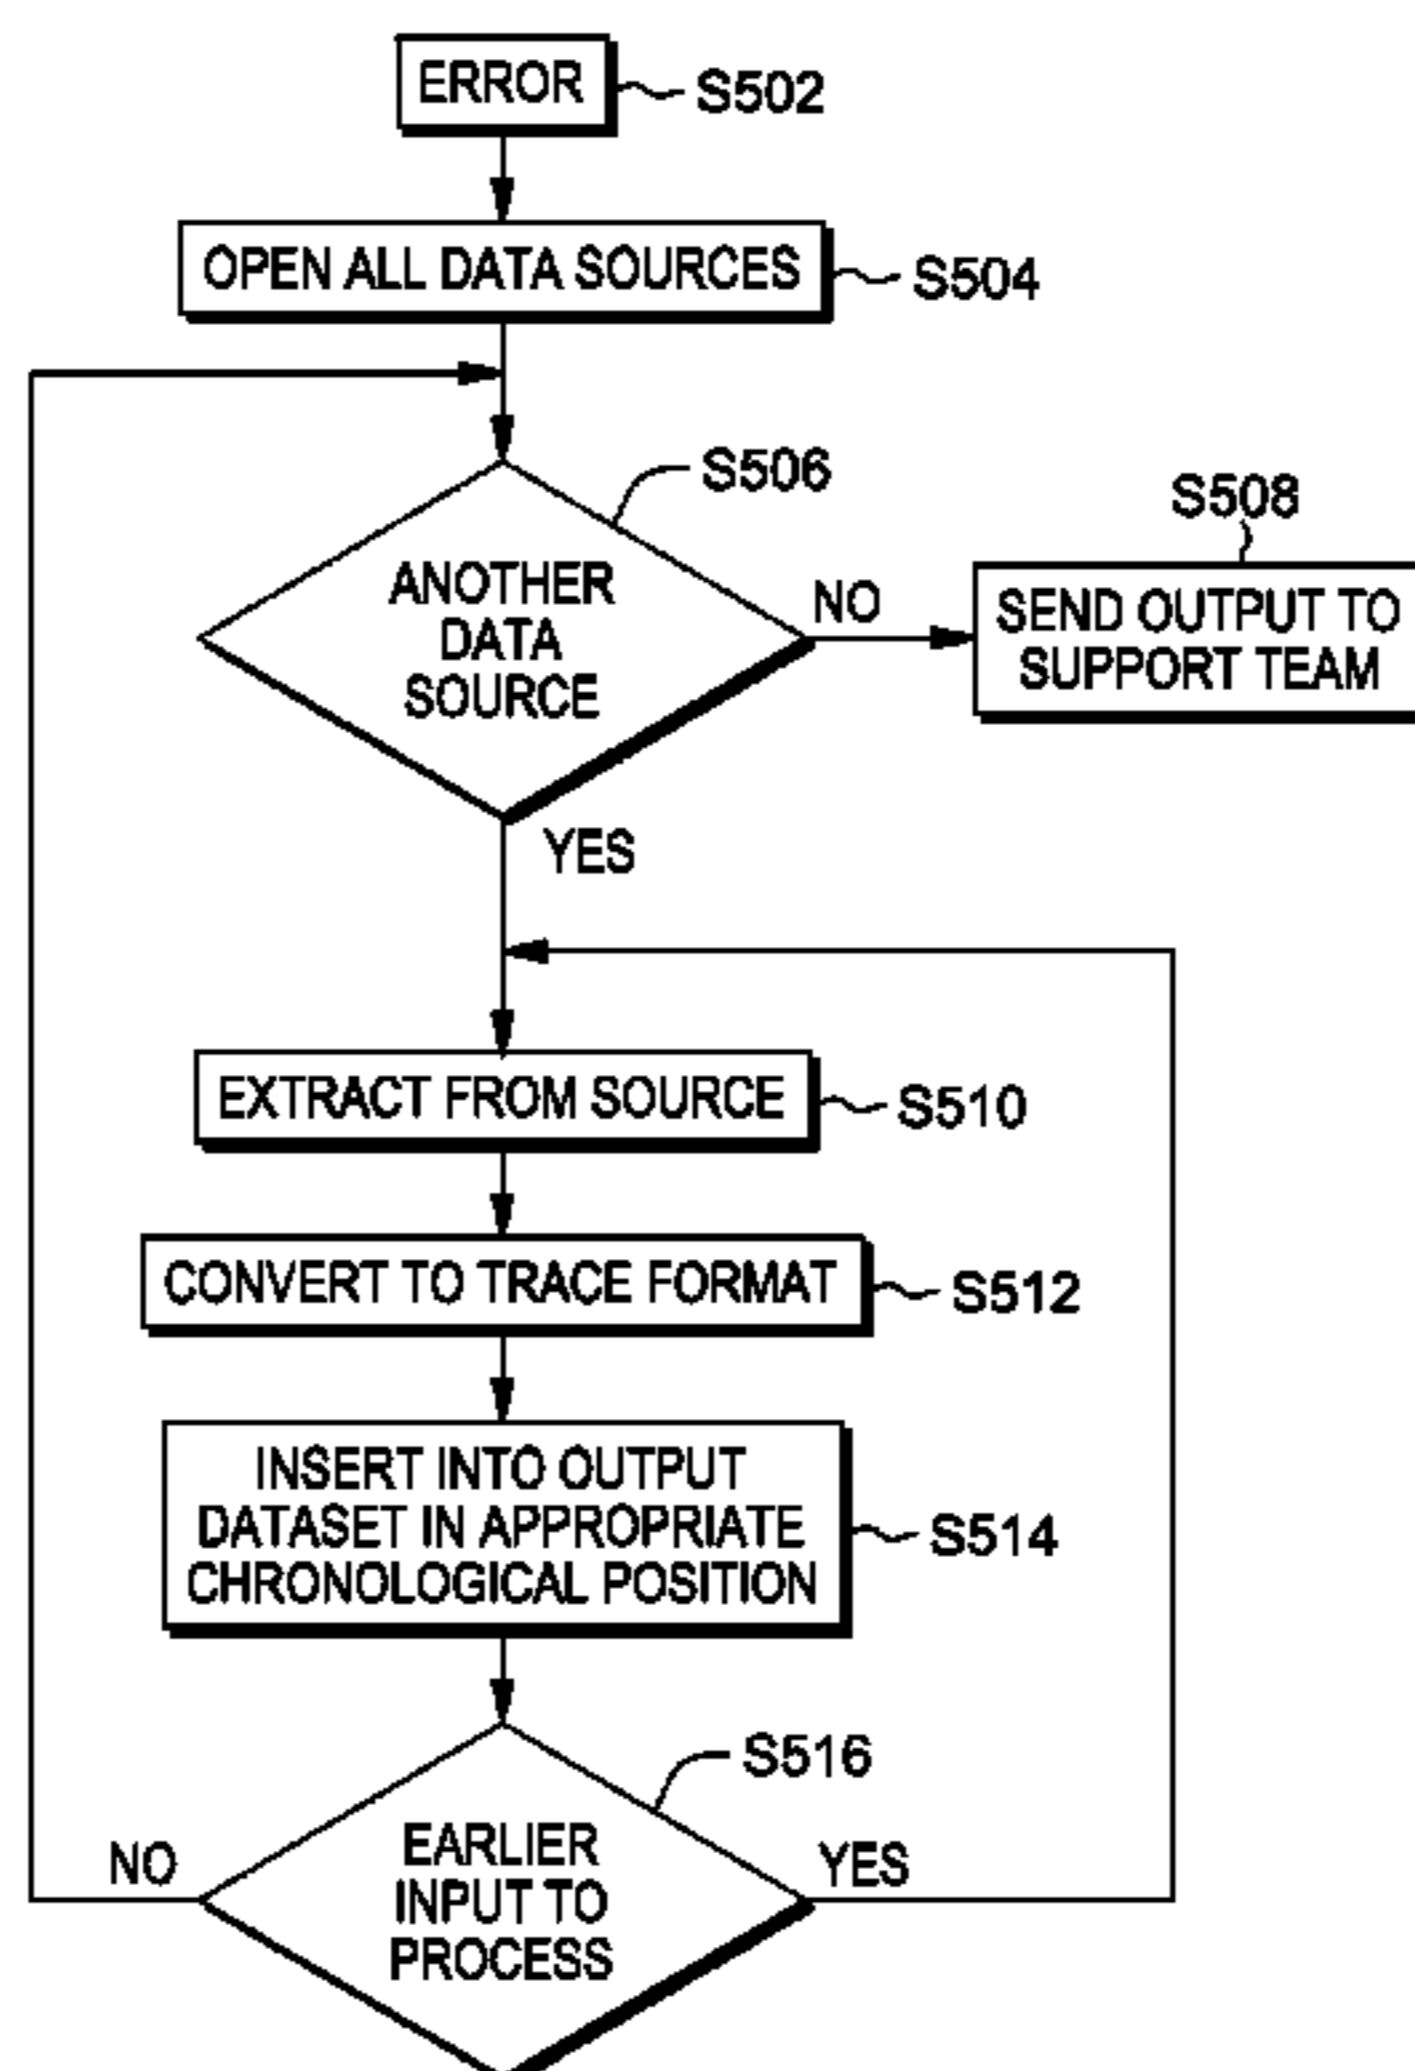 ERROR
S502
OPEN ALL DATA SOURCES
S504
S506
ANOTHER
DATA
SOURCE
NO
S508
SEND OUTPUT TO
SUPPORT TEAM
YES
EXTRACT FROM SOURCE
S510
CONVERT TO TRACE FORMAT
S512
INSERT INTO OUTPUT
DATASET IN APPROPRIATE
CHRONOLOGICAL POSITION
S514
S516
EARLIER
INPUT TO
PROCESS
NO
YES